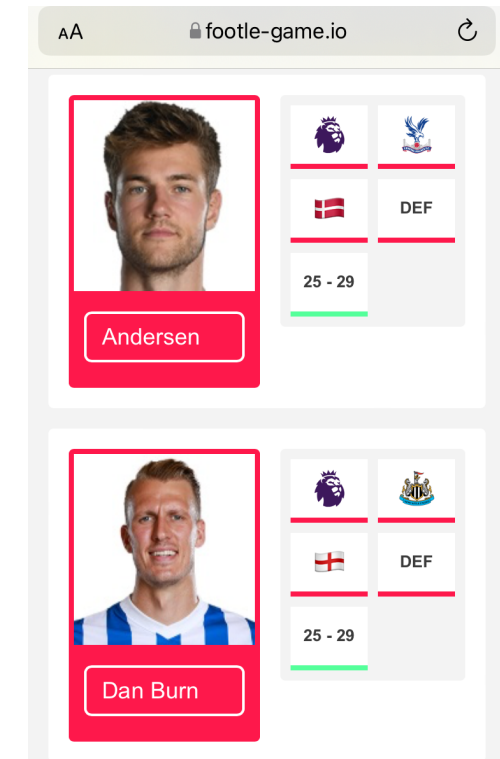 AA footle-game.io
DEF
25 - 29
Andersen
DEF
25 - 29
Dan Burn